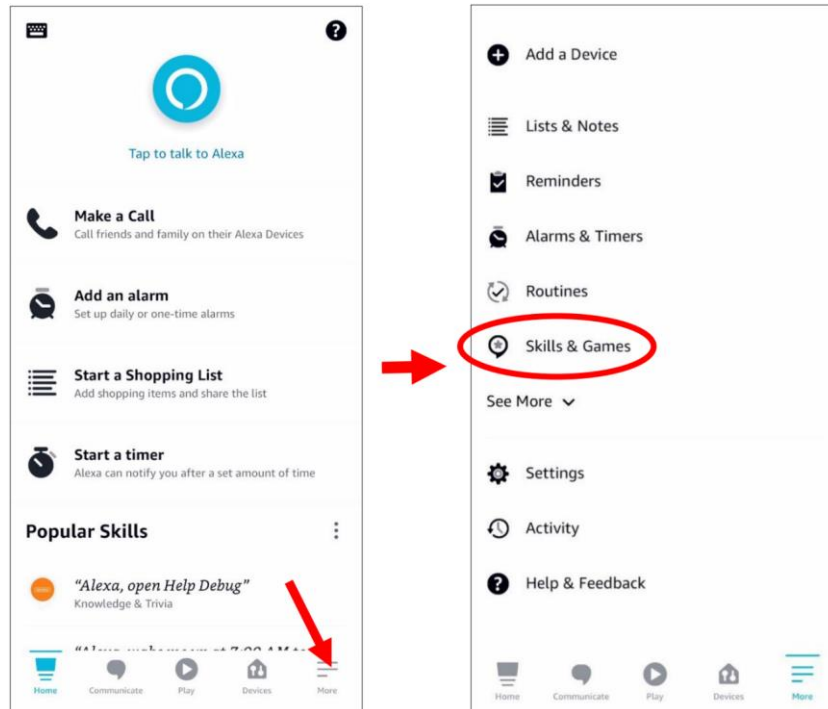 Tap to talk to Alexa
Make a Call
Call friends and family on their Alexa Devices
Add an alarm
Set up daily or one-time alarms
Start a Shopping List
Add shopping items and share the list
Start a timer
Alexa can notify you after a set amount of time
Popular Skills
“Alexa, open Help Debug”
Knowledge & Trivia
Home Communicate Play Devices More
Add a Device
Lists & Notes
Reminders
Alarms & Timers
Routines
Skills & Games
See More
Settings
Activity
Help & Feedback
Home Communicate Play Devices More